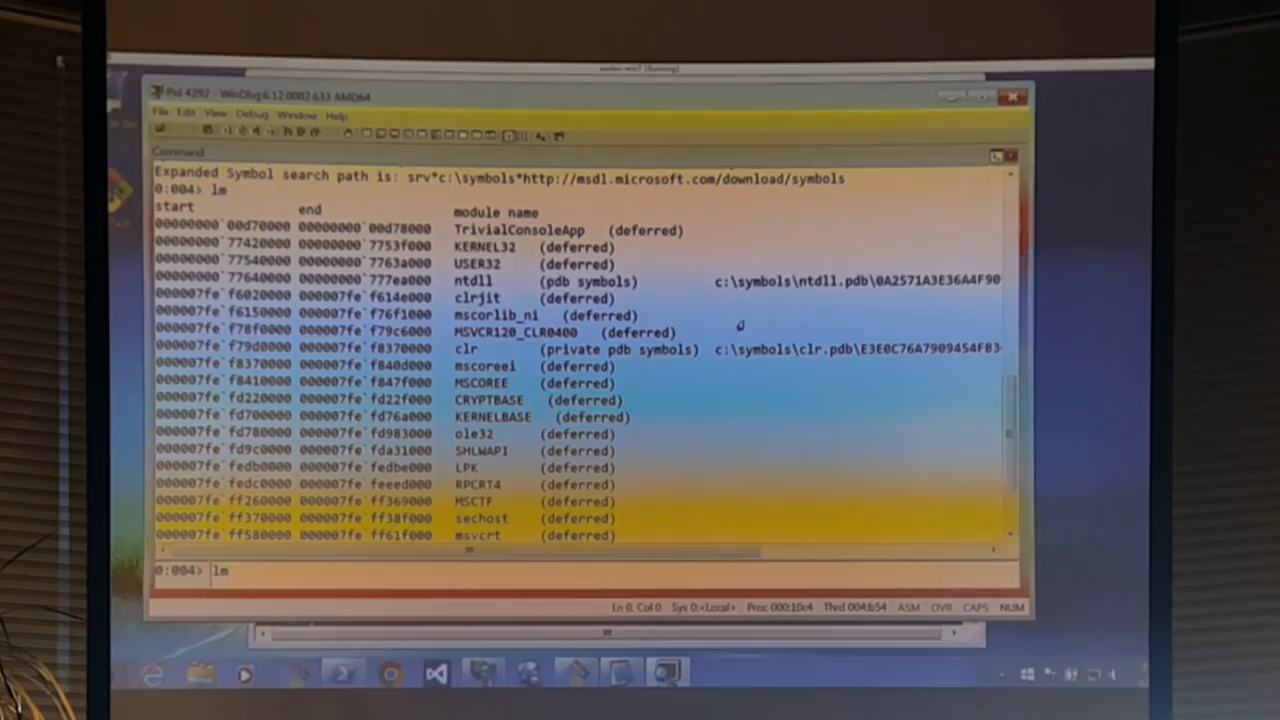 Pid 4292 - WinDbg:6.12.0002.633 AMD64
File Edit View Debug Window Help
Command
Expanded Symbol search path is: srv*c:\symbols*http://msdl.microsoft.com/download/symbols
0:004> lm
start end module name
00000000`00d70000 00000000`00d78000 TrivialConsoleApp (deferred)
00000000`77420000 00000000`7753f000 KERNEL32 (deferred)
00000000`77540000 00000000`7763a000 USER32 (deferred)
00000000`77640000 00000000`777ea000 ntdll (pdb symbols) c:\symbols\ntdll.pdb\0A2571A3E36A4F90
000007fe`f6020000 000007fe`f614e000 clrjit (deferred)
000007fe`f6150000 000007fe`f76f1000 mscorlib_ni (deferred)
000007fe`f78f0000 000007fe`f79c6000 MSVCR120_CLR0400 (deferred)
000007fe`f79d0000 000007fe`f8370000 clr (private pdb symbols) c:\symbols\clr.pdb\E3E0C76A7909454FB3
000007fe`f8370000 000007fe`f840d000 mscoreei (deferred)
000007fe`f8410000 000007fe`f847f000 MSCOREE (deferred)
000007fe`fd220000 000007fe`fd22f000 CRYPTBASE (deferred)
000007fe`fd700000 000007fe`fd76a000 KERNELBASE (deferred)
000007fe`fd780000 000007fe`fd983000 ole32 (deferred)
000007fe`fd9c0000 000007fe`fda31000 SHLWAPI (deferred)
000007fe`fedb0000 000007fe`fedbe000 LPK (deferred)
000007fe`fedc0000 000007fe`feeed000 RPCRT4 (deferred)
000007fe`ff260000 000007fe`ff369000 MSCTF (deferred)
000007fe`ff370000 000007fe`ff38f000 sechost (deferred)
000007fe`ff580000 000007fe`ff61f000 msvcrt (deferred)
0:004> lm
Ln 0, Col 0 Sys 0:<Local> Proc 000:10c4 Thrd 004:b54 ASM OVR CAPS NUM